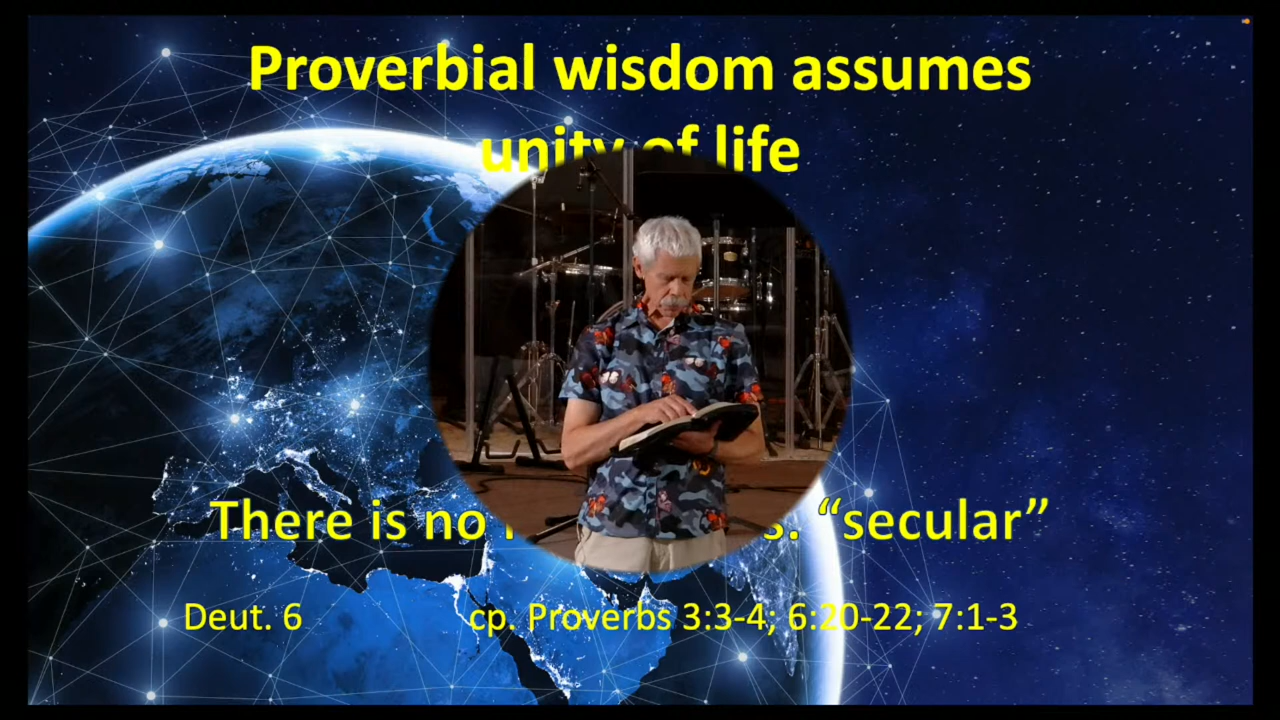 Proverbial wisdom assumes
unity of life
There is no s. “secular”
Deut. 6 cp. Proverbs 3:3-4; 6:20-22; 7:1-3